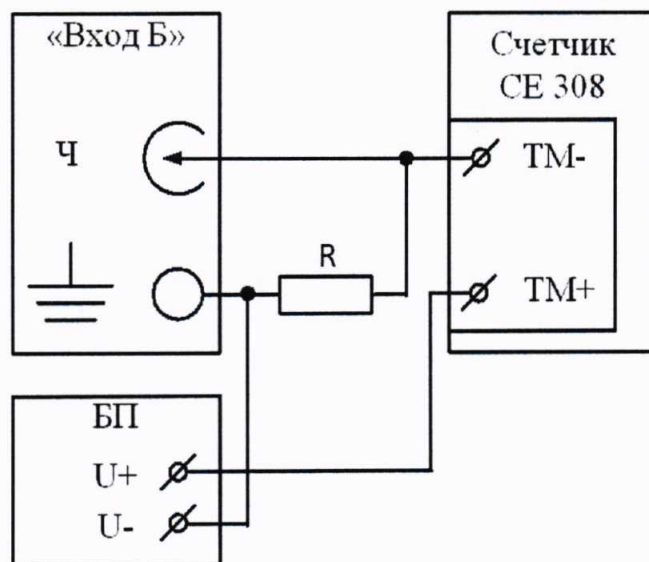 «Вход Б»
Ч
R
Счетчик
СЕ 308
ТМ-
ТМ+
БП
U+
U-